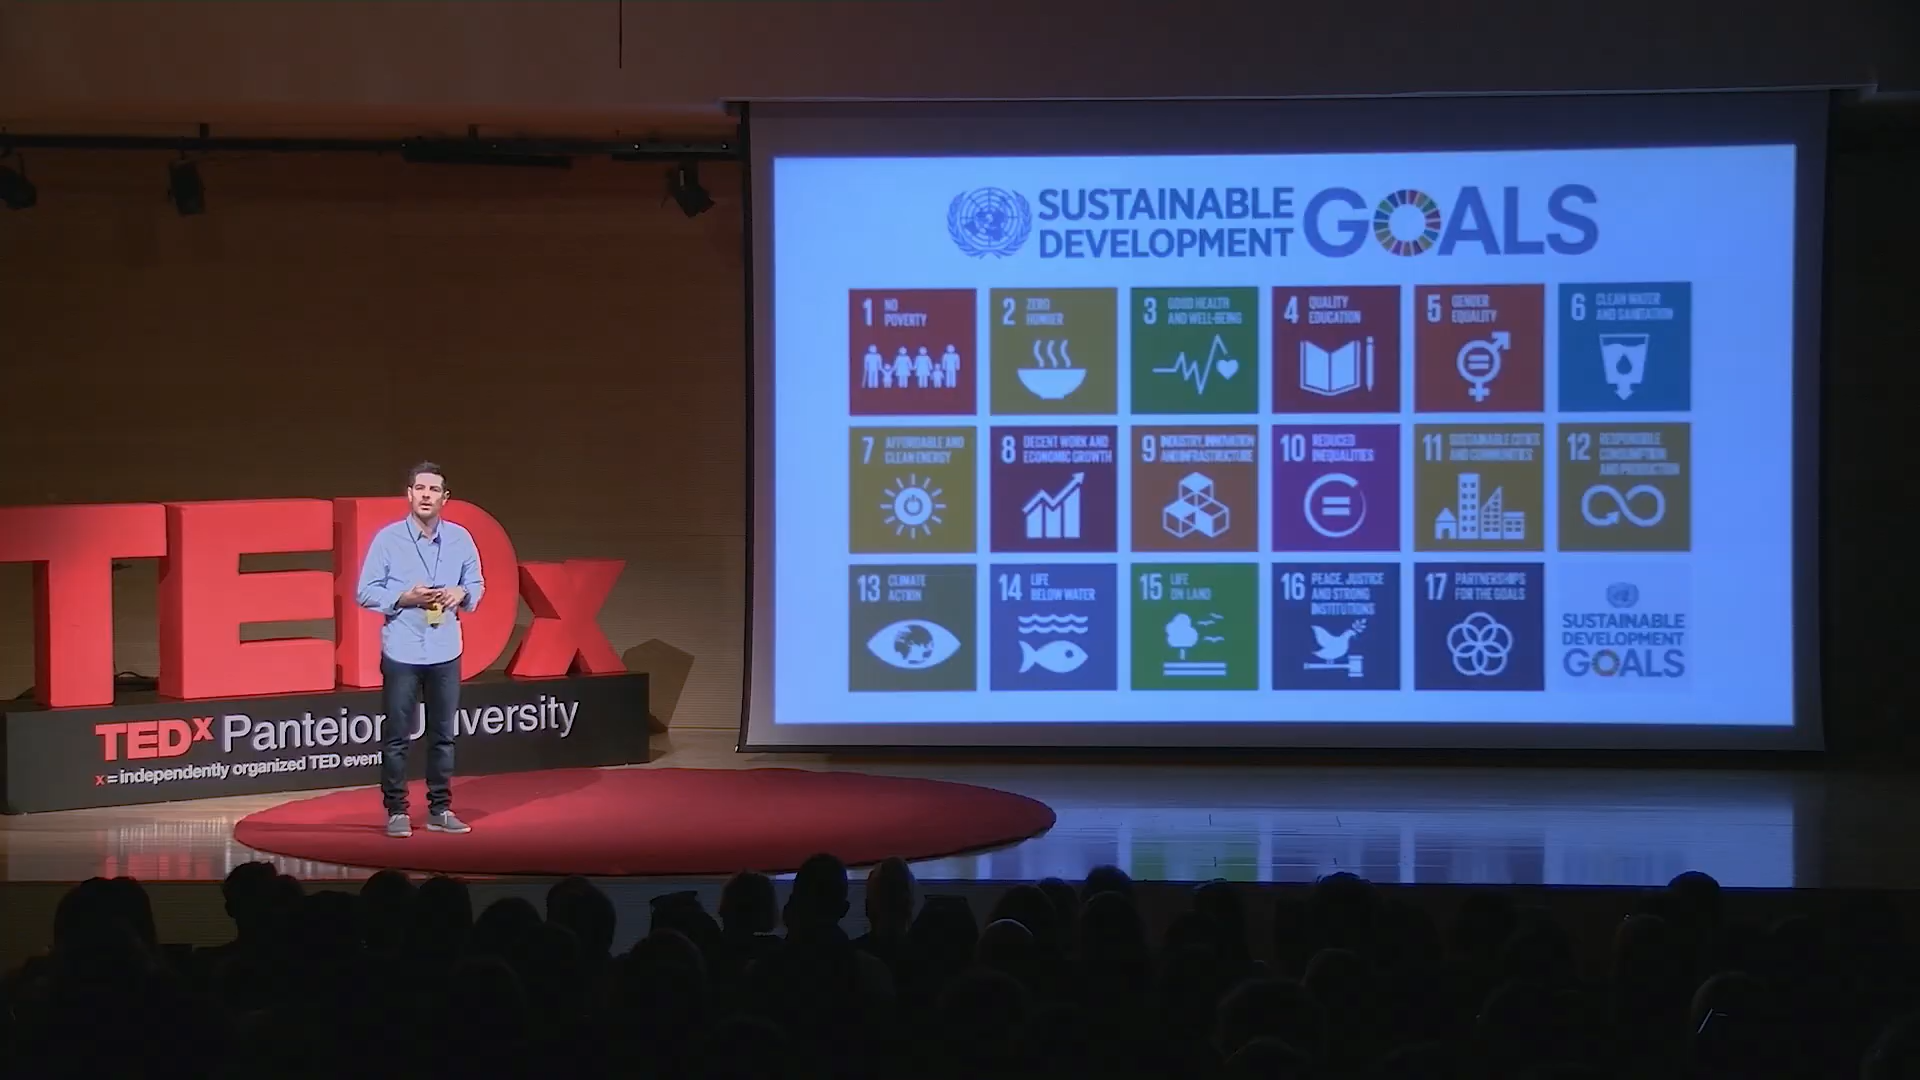 SUSTAINABLE
DEVELOPMENT
GOALS
1 NO
POVERTY
2 ZERO
HUNGER
3 GOOD HEALTH
AND WELL-BEING
4 QUALITY
EDUCATION
5 GENDER
EQUALITY
6 CLEAN WATER
AND SANITATION
7 AFFORDABLE AND
CLEAN ENERGY
8 DECENT WORK AND
ECONOMIC GROWTH
9 INDUSTRY, INNOVATION
AND INFRASTRUCTURE
10 REDUCED
INEQUALITIES
11 SUSTAINABLE CITIES
AND COMMUNITIES
12 RESPONSIBLE
CONSUMPTION
AND PRODUCTION
13 CLIMATE
ACTION
14 LIFE
BELOW WATER
15 LIFE
ON LAND
16 PEACE, JUSTICE
AND STRONG
INSTITUTIONS
17 PARTNERSHIPS
FOR THE GOALS
SUSTAINABLE
DEVELOPMENT
GOALS
TEDx
TEDx Panteion University
x = independently organized TED event